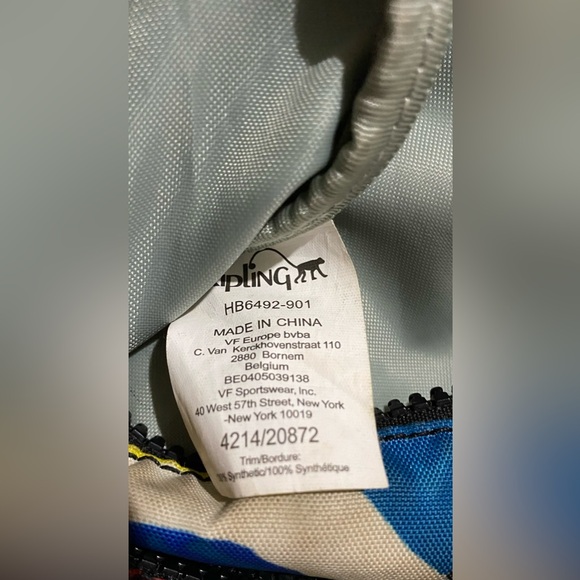 HB6492-901
MADE IN CHINA
VF Europe bvba
C. Van Kerckhovenstraat 110
2880 Bornem
Belgium
BE0405039138
VF Sportswear, Inc.
40 West 57th Street, New York
-New York 10019
4214/20872
Trim/Bordure:
Synthetic/100% Synthétique